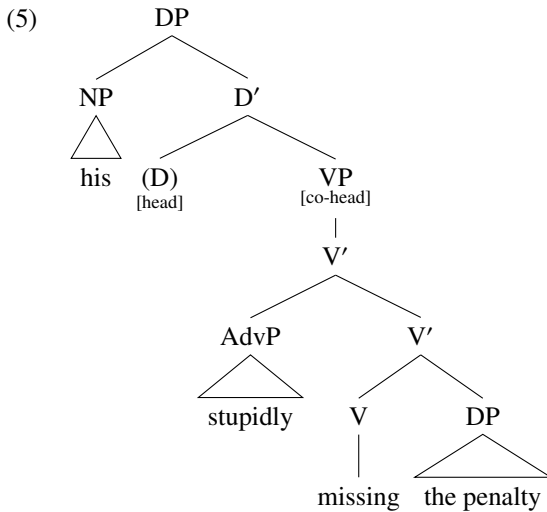 (5) DP
NP D′
his (D) VP
[head] [co-head]
V′
AdvP V′
stupidly V DP
missing the penalty